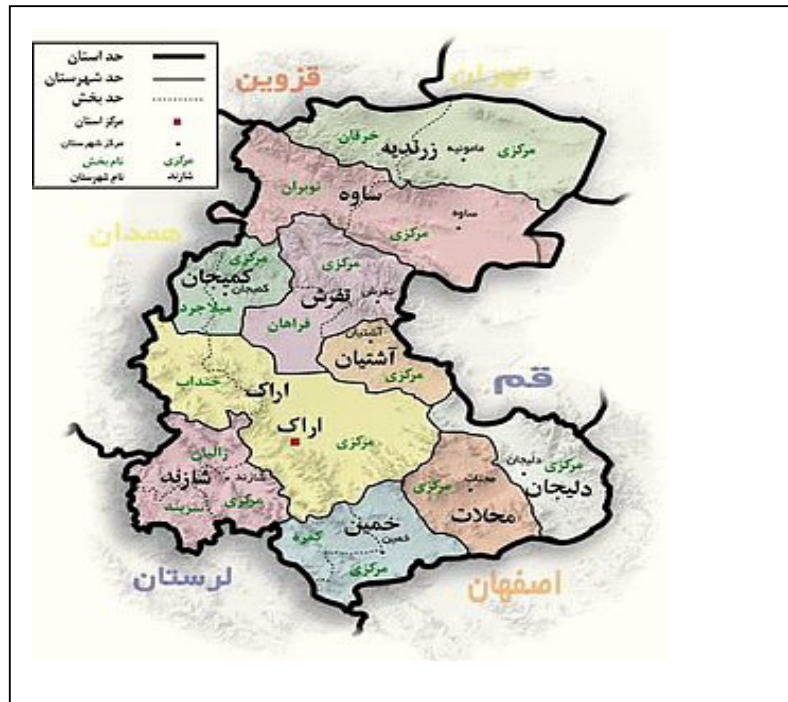 حد استان
حد شهرستان
حد بخش
مرکز استان
مرکز شهرستان
نام بخش
مرکزی
نام شهرستان
شازند
قزوین
تهران
خرقان
زرندیه
مامونیه
مرکزی
نوبران
ساوه
ساوه
مرکزی
همدان
مرکزی
کمیجان
کمیجان
میلاجرد
مرکزی
تفرش
تفرش
فراهان
آشتیان
آشتیان
مرکزی
قم
خنداب
اراک
اراک
مرکزی
دلیجان
مرکزی
دلیجان
محلات
مرکزی
محلات
زالیان
شازند
شازند
مرکزی
سربند
خمین
کمره
خمین
مرکزی
لرستان
اصفهان